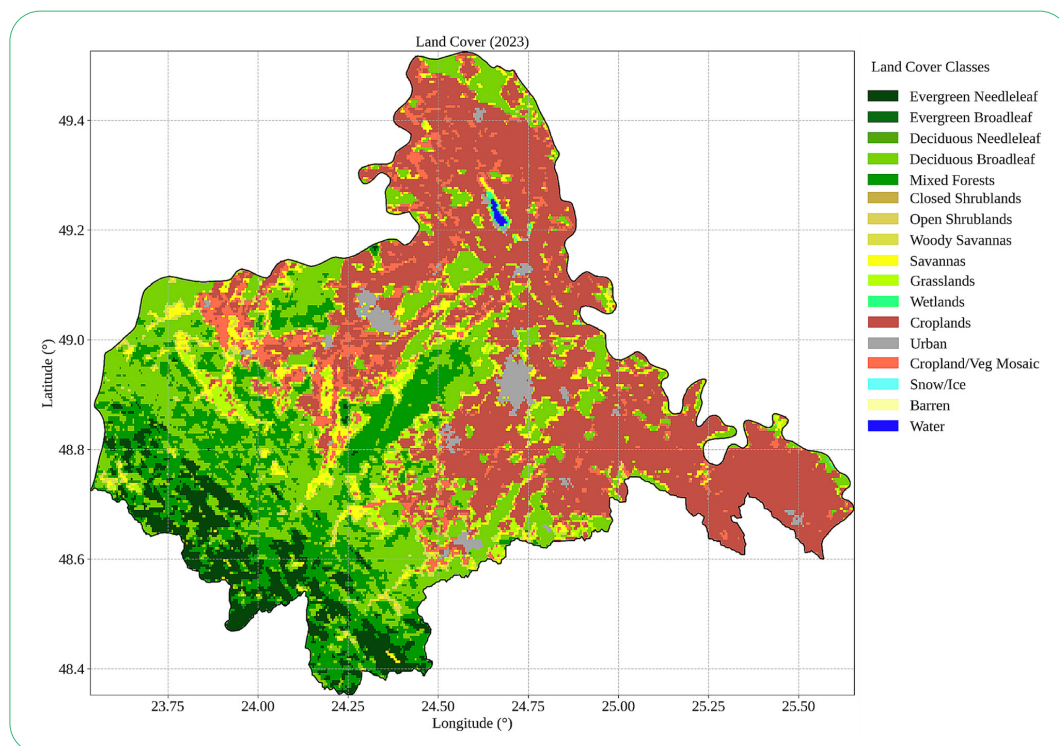 Land Cover (2023)
Land Cover Classes
Evergreen Needleleaf
Evergreen Broadleaf
Deciduous Needleleaf
Deciduous Broadleaf
Mixed Forests
Closed Shrublands
Open Shrublands
Woody Savannas
Savannas
Grasslands
Wetlands
Croplands
Urban
Cropland/Veg Mosaic
Snow/Ice
Barren
Water
Latitude (°)
49.4
49.2
49.0
48.8
48.6
48.4
23.75 24.00 24.25 24.50 24.75 25.00 25.25 25.50
Longitude (°)